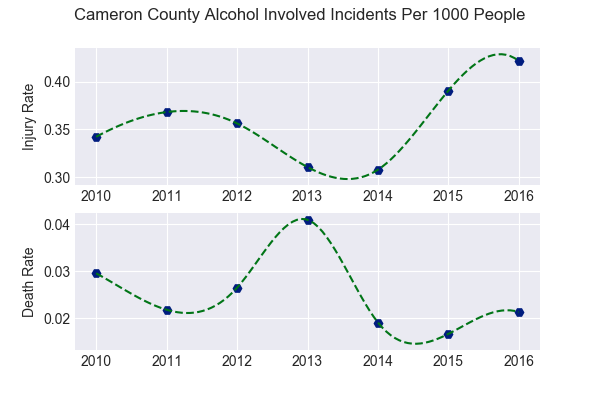 Cameron County Alcohol Involved Incidents Per 1000 People
Injury Rate
0.40
0.35
0.30
2010 2011 2012 2013 2014 2015 2016
Death Rate
0.04
0.03
0.02
2010 2011 2012 2013 2014 2015 2016